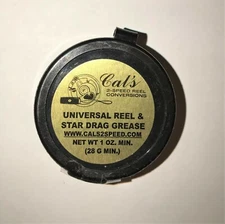 Cal's
2-SPEED REEL
CONVERSIONS
UNIVERSAL REEL &
STAR DRAG GREASE
WWW.CALS2SPEED.COM
NET WT 1 OZ. MIN.
(28 G MIN.)